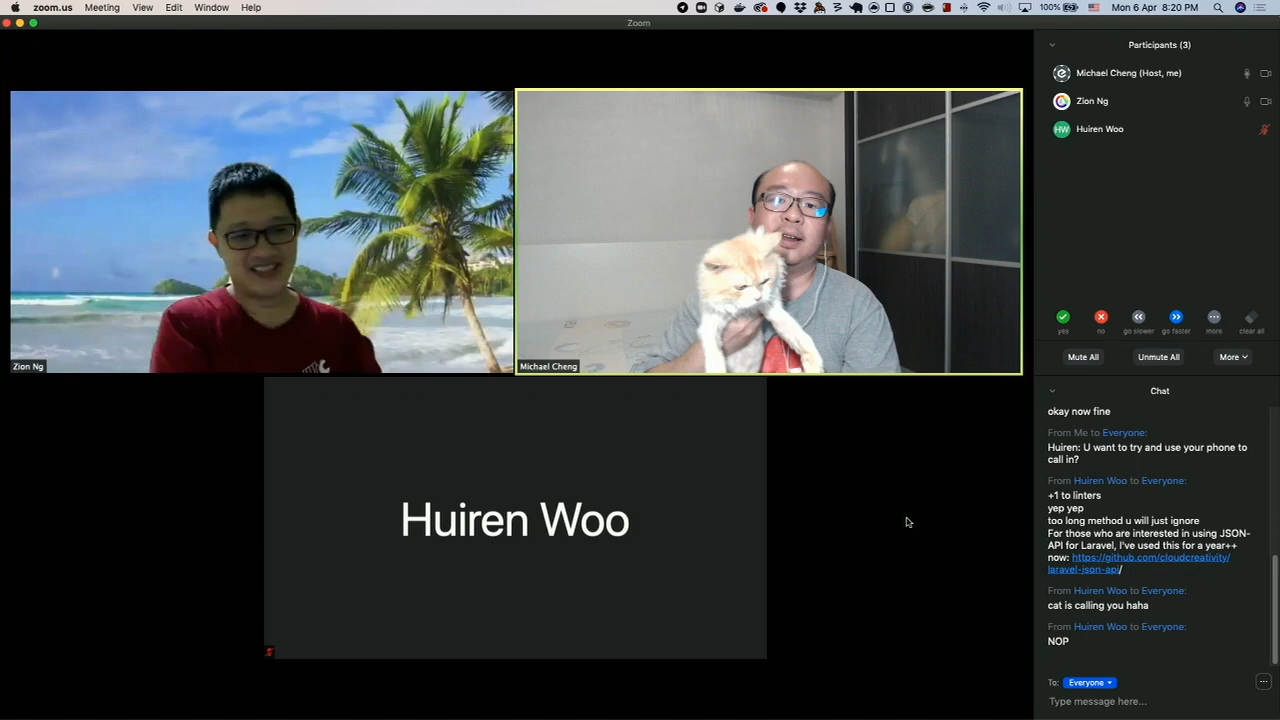 zoom.us Meeting View Edit Window Help 100% Mon 6 Apr 8:20 PM
Zoom
Zion Ng
Michael Cheng
Huiren Woo
Participants (3)
Michael Cheng (Host, me)
Zion Ng
HW Huiren Woo
yes no go slower go faster more clear all
Mute All Unmute All More
Chat
okay now fine
From Me to Everyone:
Huiren: U want to try and use your phone to
call in?
From Huiren Woo to Everyone:
+1 to linters
yep yep
too long method u will just ignore
For those who are interested in using JSON-
API for Laravel, I've used this for a year++
now: https://github.com/cloudcreativity/
laravel-json-api/
From Huiren Woo to Everyone:
cat is calling you haha
From Huiren Woo to Everyone:
NOP
To: Everyone
Type message here...